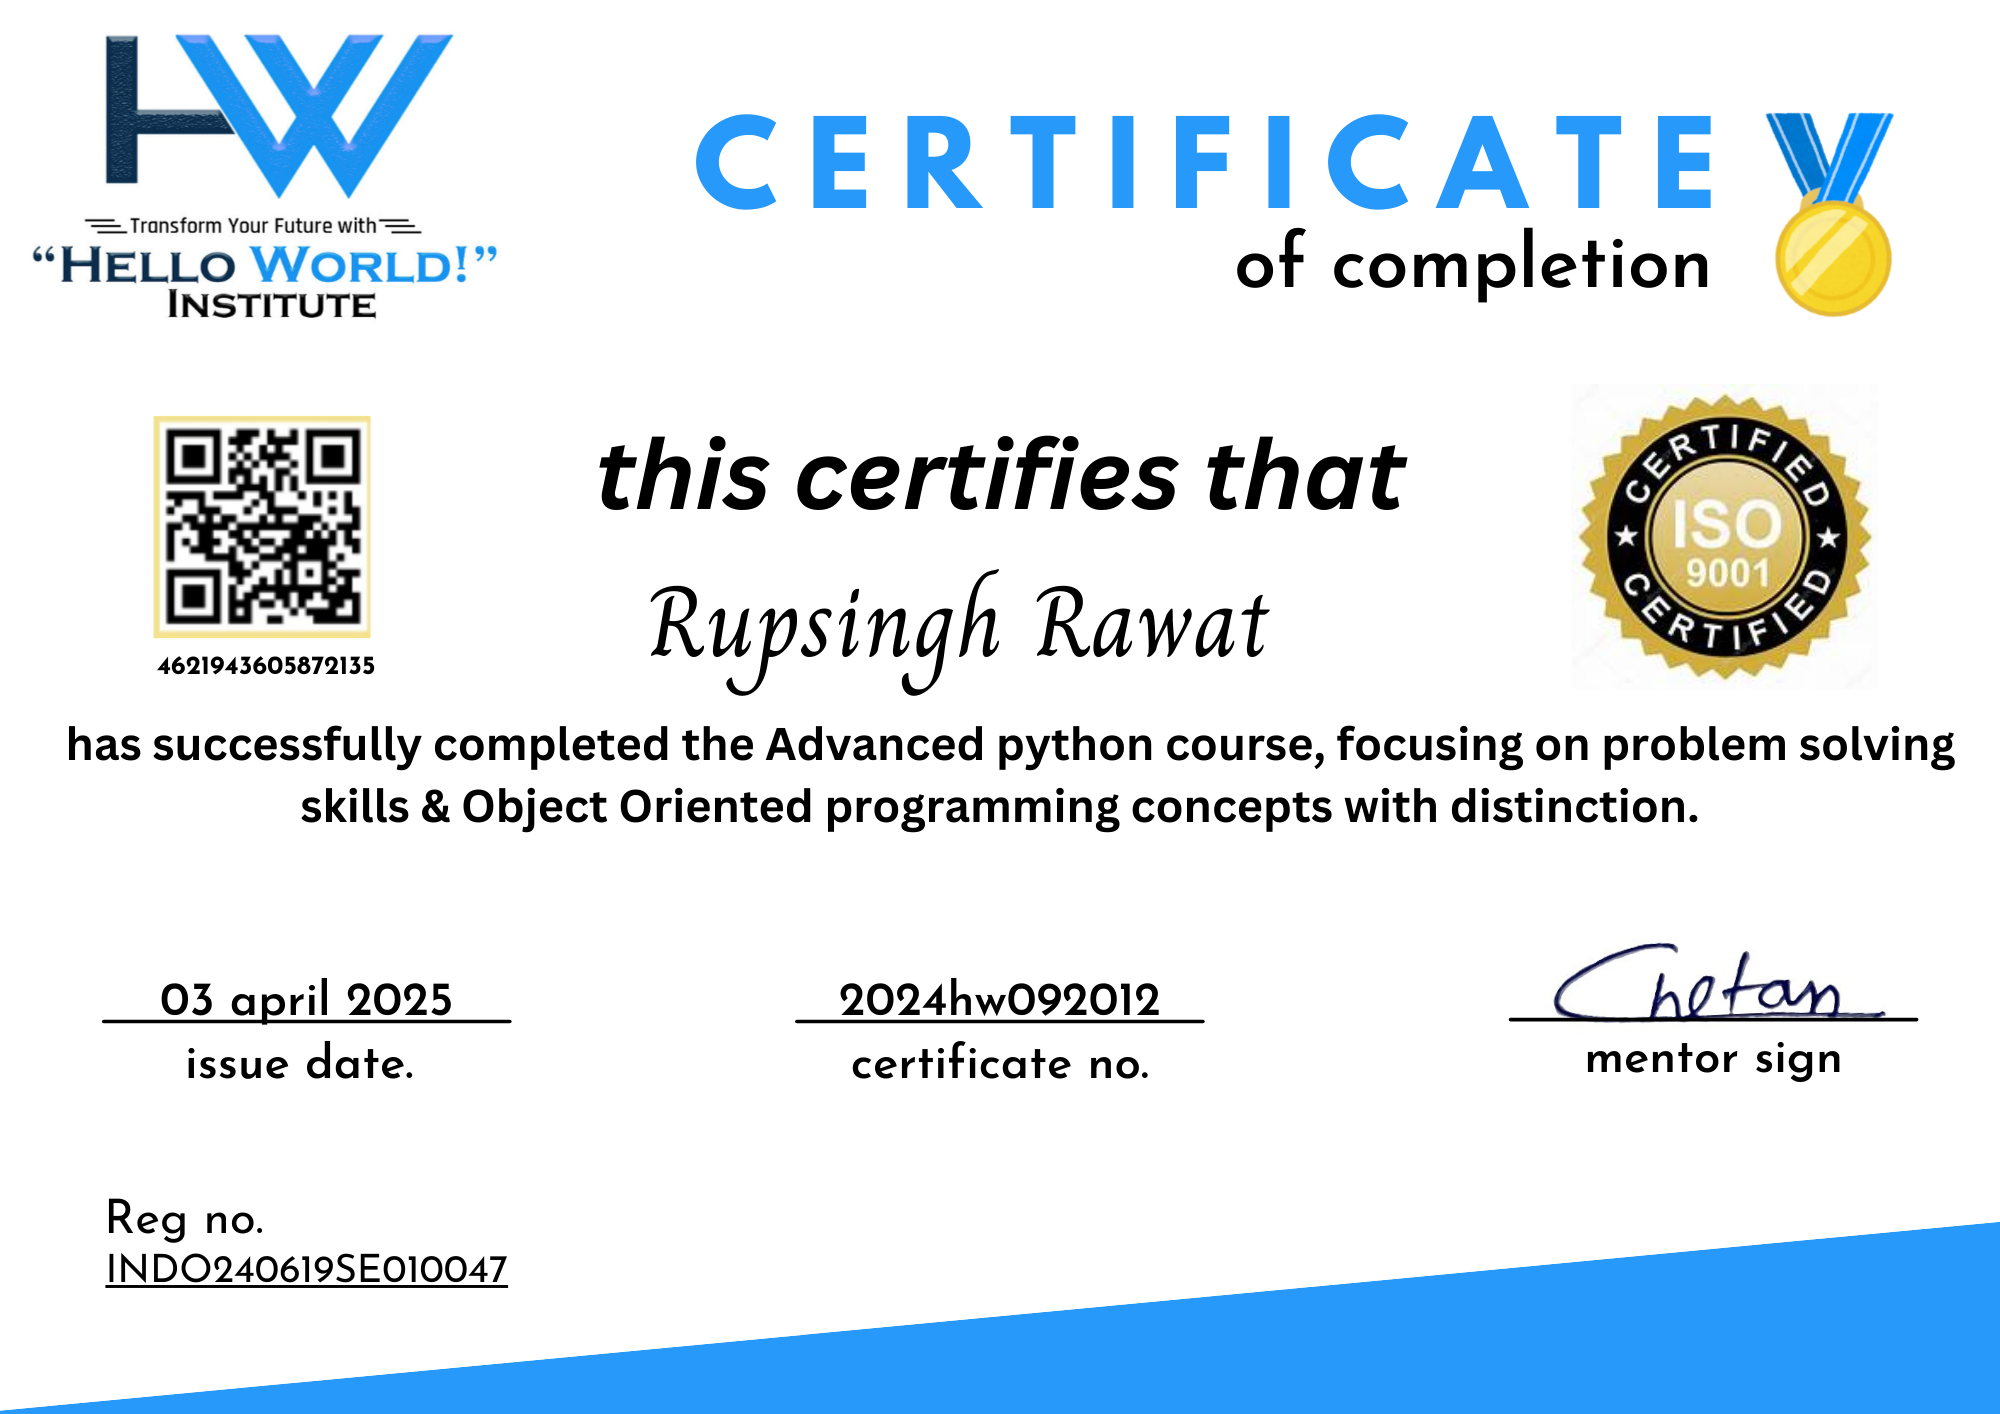 HW
Transform Your Future with
“HELLO WORLD!”
INSTITUTE
CERTIFICATE
of completion
this certifies that
CERTIFIED
ISO
9001
CERTIFIED
Rupsingh Rawat
4621943605872135
has successfully completed the Advanced python course, focusing on problem solving
skills & Object Oriented programming concepts with distinction.
03 april 2025
issue date.
2024hw092012
certificate no.
Chetan
mentor sign
Reg no.
INDO240619SE010047